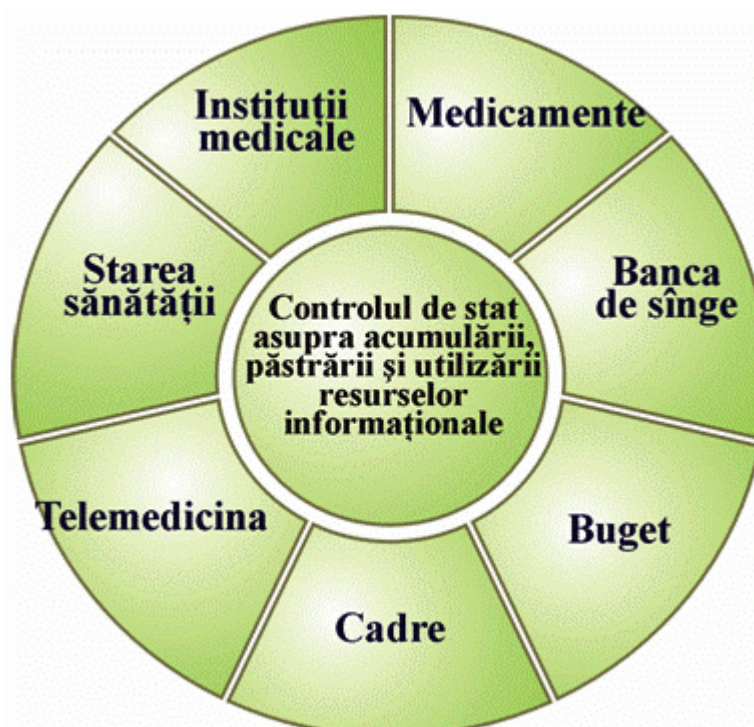 Instituții
medicale
Medicamente
Starea
sănătății
Banca
de sînge
Controlul de stat
asupra acumulării,
păstrării și utilizării
resurselor
informaționale
Telemedicina
Buget
Cadre